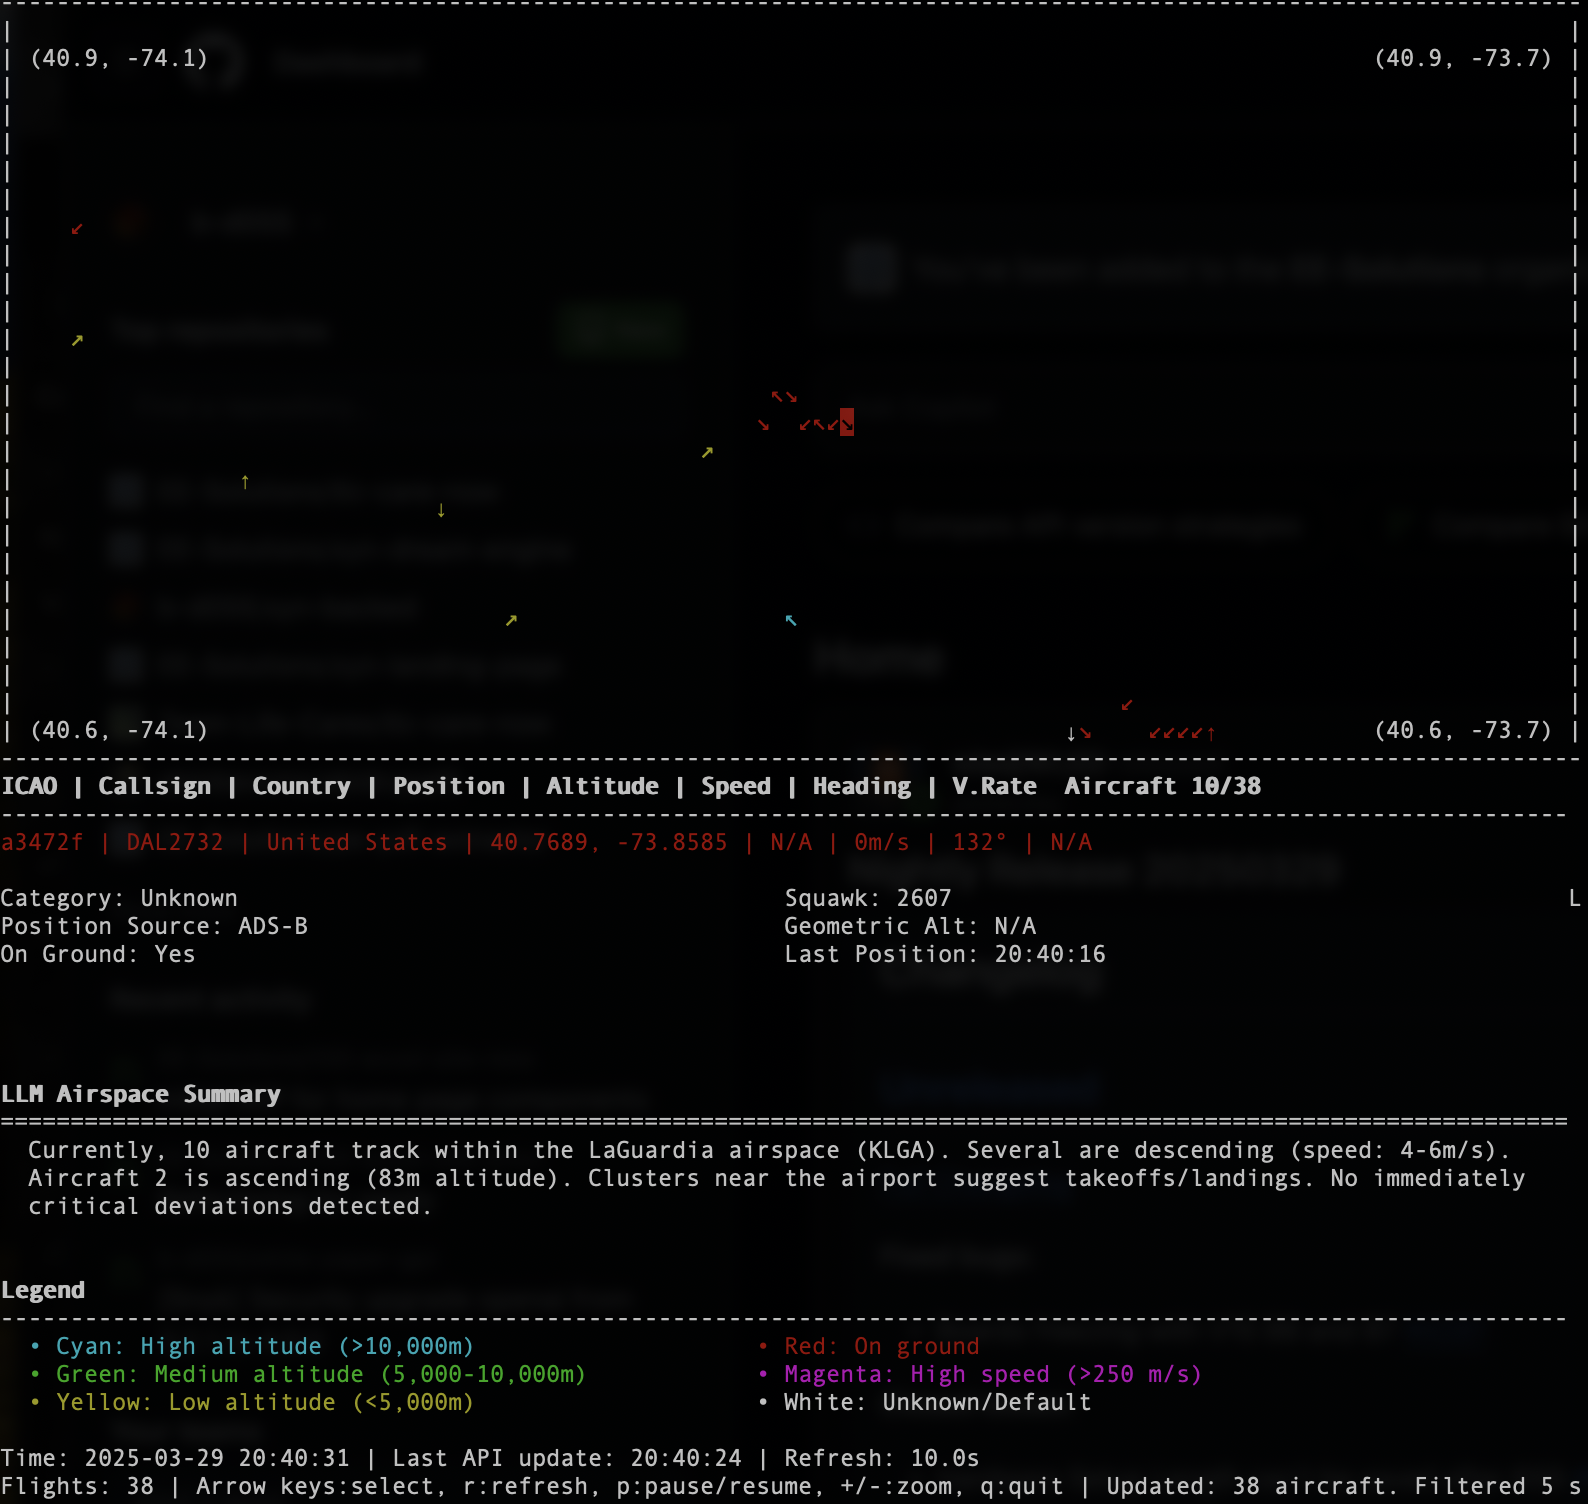 (40.9, -74.1) (40.9, -73.7)
↙
↗
↖↘
↘ ↙↖↙↘
↗
↑
↓
↗ ↖
↙
(40.6, -74.1) ↓↘ ↙↙↙↙↑ (40.6, -73.7)
ICAO | Callsign | Country | Position | Altitude | Speed | Heading | V.Rate Aircraft 10/38
a3472f | DAL2732 | United States | 40.7689, -73.8585 | N/A | 0m/s | 132° | N/A
Category: Unknown Squawk: 2607 L
Position Source: ADS-B Geometric Alt: N/A
On Ground: Yes Last Position: 20:40:16
LLM Airspace Summary
Currently, 10 aircraft track within the LaGuardia airspace (KLGA). Several are descending (speed: 4-6m/s).
Aircraft 2 is ascending (83m altitude). Clusters near the airport suggest takeoffs/landings. No immediately
critical deviations detected.
Legend
• Cyan: High altitude (>10,000m) • Red: On ground
• Green: Medium altitude (5,000-10,000m) • Magenta: High speed (>250 m/s)
• Yellow: Low altitude (<5,000m) • White: Unknown/Default
Time: 2025-03-29 20:40:31 | Last API update: 20:40:24 | Refresh: 10.0s
Flights: 38 | Arrow keys:select, r:refresh, p:pause/resume, +/-:zoom, q:quit | Updated: 38 aircraft. Filtered 5 s